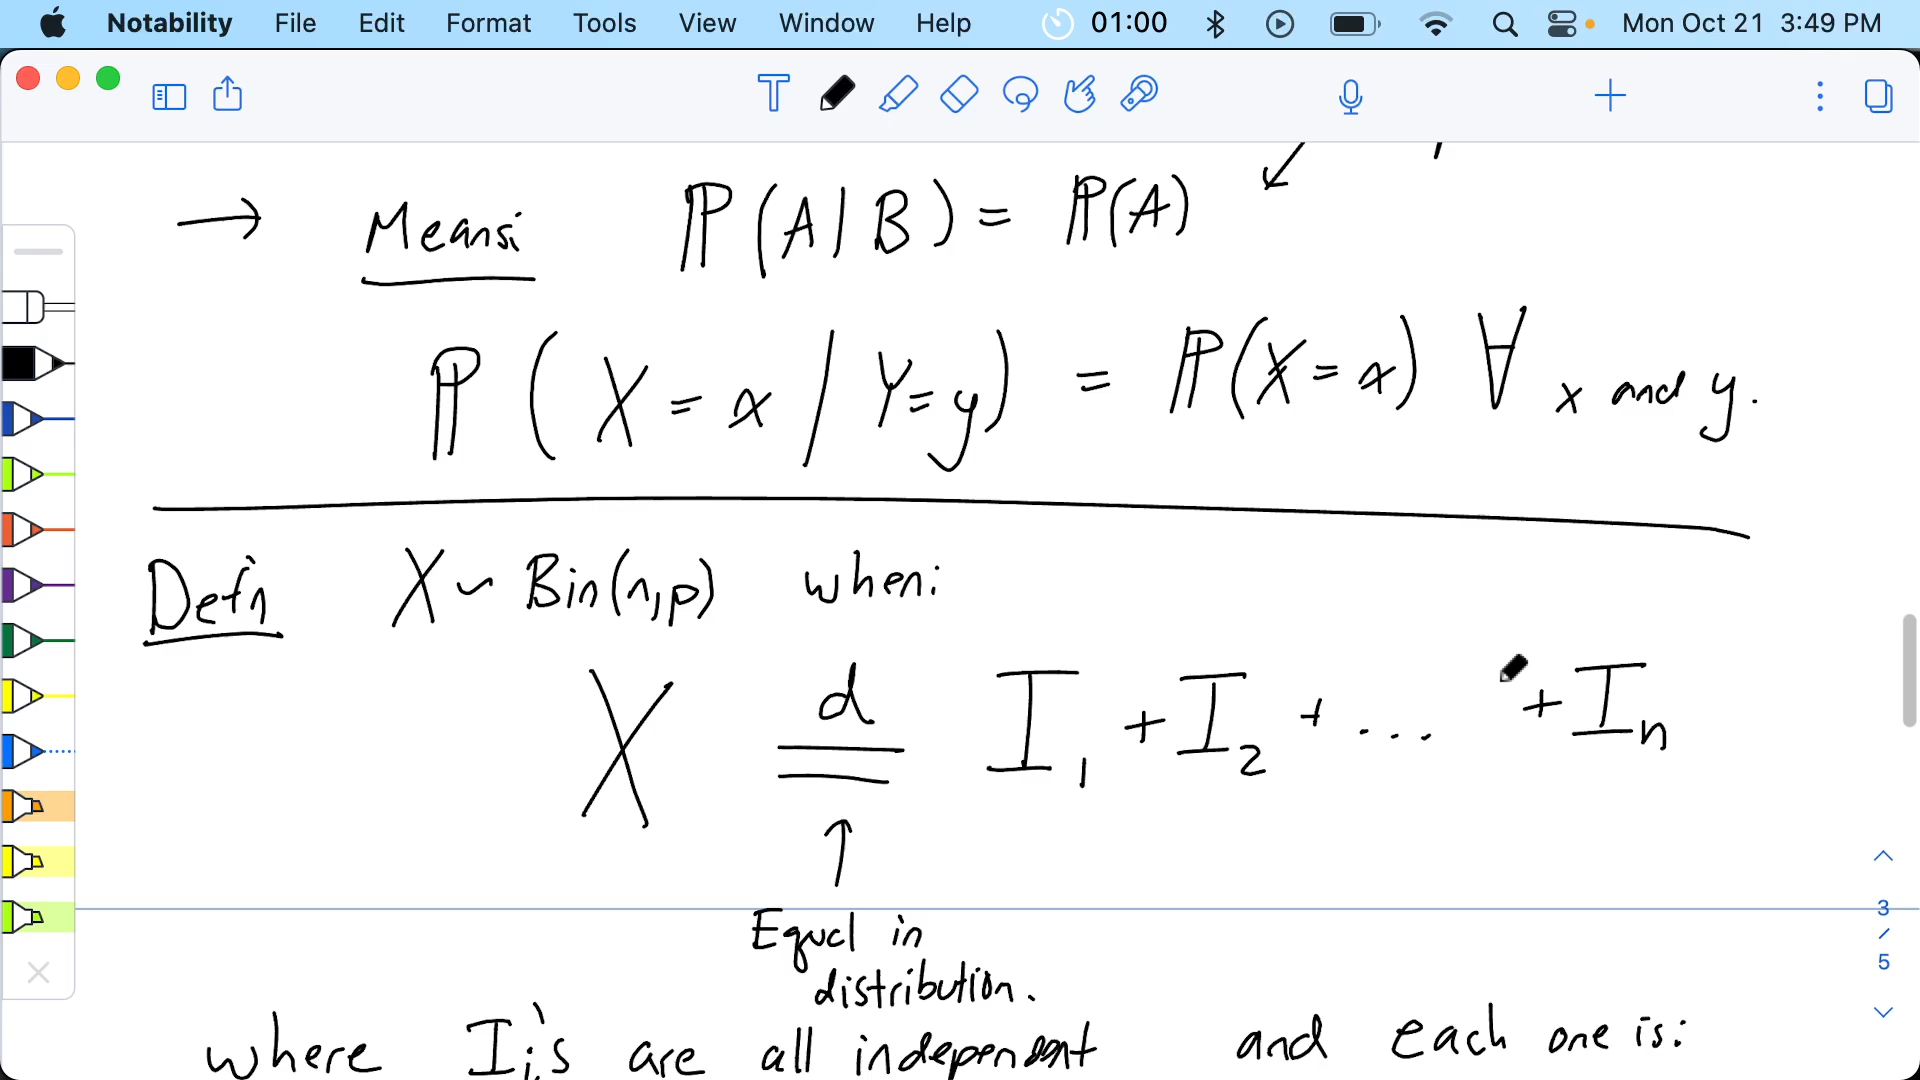 Notability File Edit Format Tools View Window Help 01:00 Mon Oct 21 3:49 PM
→ Means: ℙ(A|B) = ℙ(A)
ℙ(X = x | Y = y) = ℙ(X = x) ∀ x and y.
Defn X ~ Bin(n,p) when:
X d= I₁ + I₂ + ... + Iₙ
↑
3
/
5
Equal in
distribution.
where Iᵢ's are all independent and each one is: